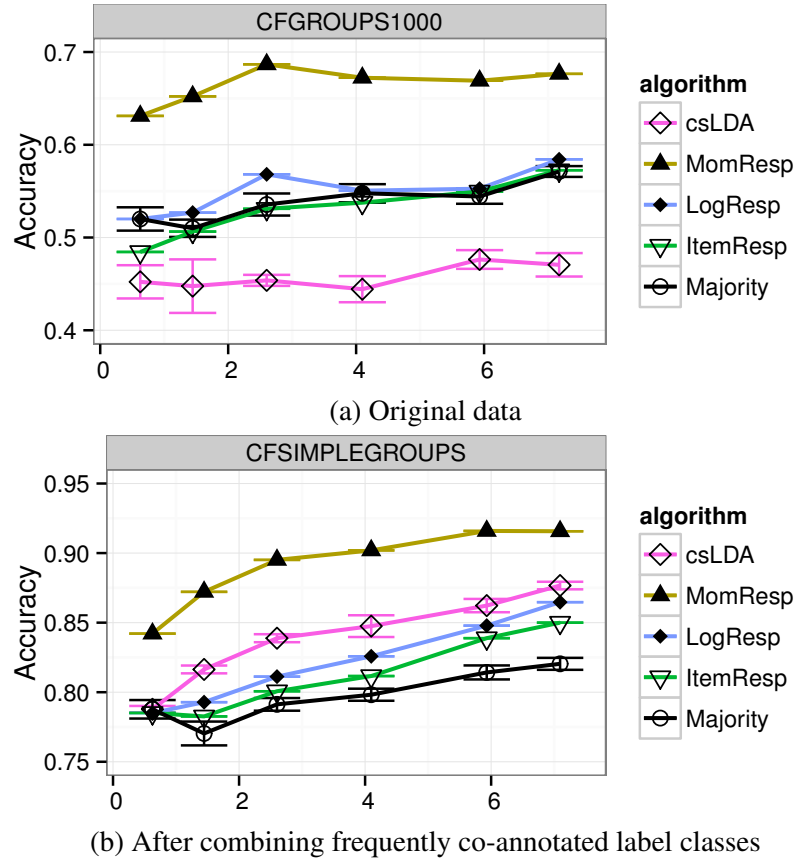 CFGROUPS1000
0.7
0.6
0.5
0.4
Accuracy
0 2 4 6
algorithm
csLDA
MomResp
LogResp
ItemResp
Majority
(a) Original data
CFSIMPLEGROUPS
0.95
0.90
0.85
0.80
0.75
Accuracy
0 2 4 6
algorithm
csLDA
MomResp
LogResp
ItemResp
Majority
(b) After combining frequently co-annotated label classes